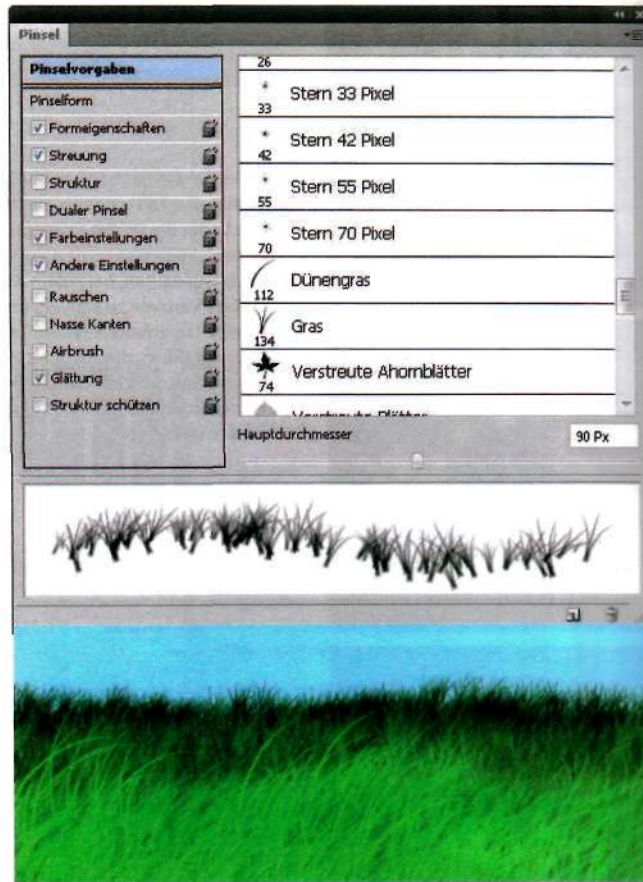 Pinsel
Pinselvorgaben
Pinselform
Formeigenschaften
Streuung
Struktur
Dualer Pinsel
Farbeinstellungen
Andere Einstellungen
Rauschen
Nasse Kanten
Airbrush
Glättung
Struktur schützen
26
Stern 33 Pixel
33
Stern 42 Pixel
42
Stern 55 Pixel
55
Stern 70 Pixel
70
Dünengras
112
Gras
134
Verstreute Ahornblätter
74
Hauptdurchmesser
90 Px